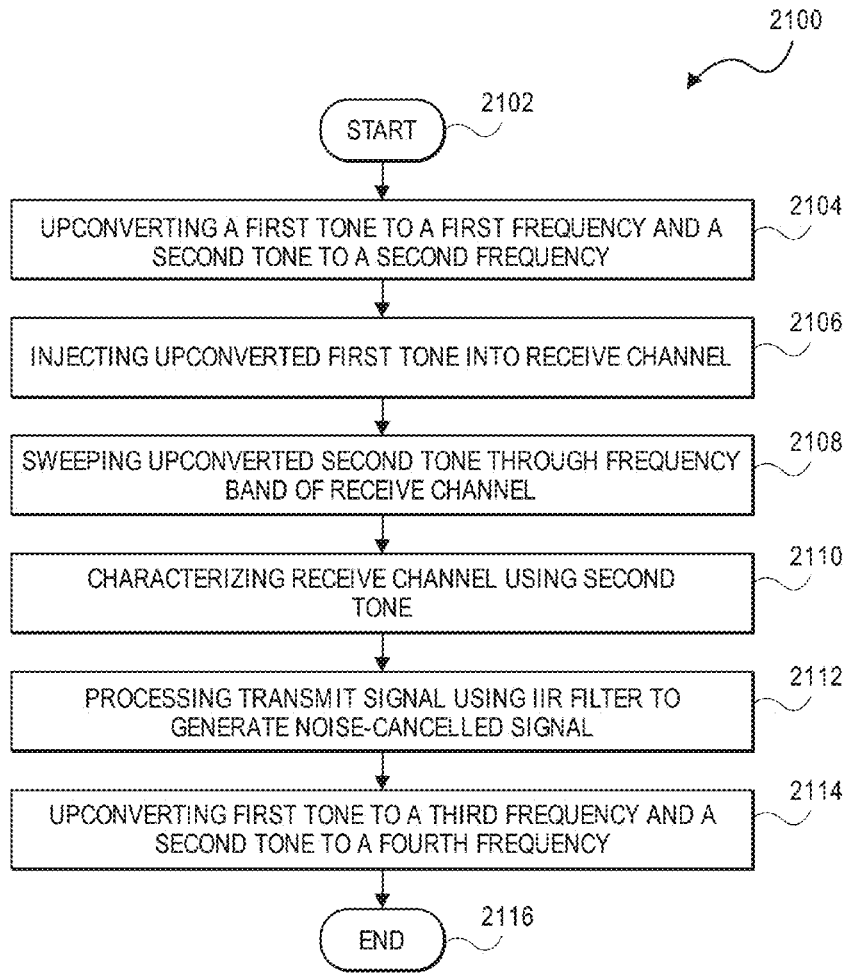 2100
START
2102
UPCONVERTING A FIRST TONE TO A FIRST FREQUENCY AND A
SECOND TONE TO A SECOND FREQUENCY
2104
INJECTING UPCONVERTED FIRST TONE INTO RECEIVE CHANNEL
2106
SWEEPING UPCONVERTED SECOND TONE THROUGH FREQUENCY
BAND OF RECEIVE CHANNEL
2108
CHARACTERIZING RECEIVE CHANNEL USING SECOND
TONE
2110
PROCESSING TRANSMIT SIGNAL USING IIR FILTER TO
GENERATE NOISE-CANCELLED SIGNAL
2112
UPCONVERTING FIRST TONE TO A THIRD FREQUENCY AND A
SECOND TONE TO A FOURTH FREQUENCY
2114
END
2116